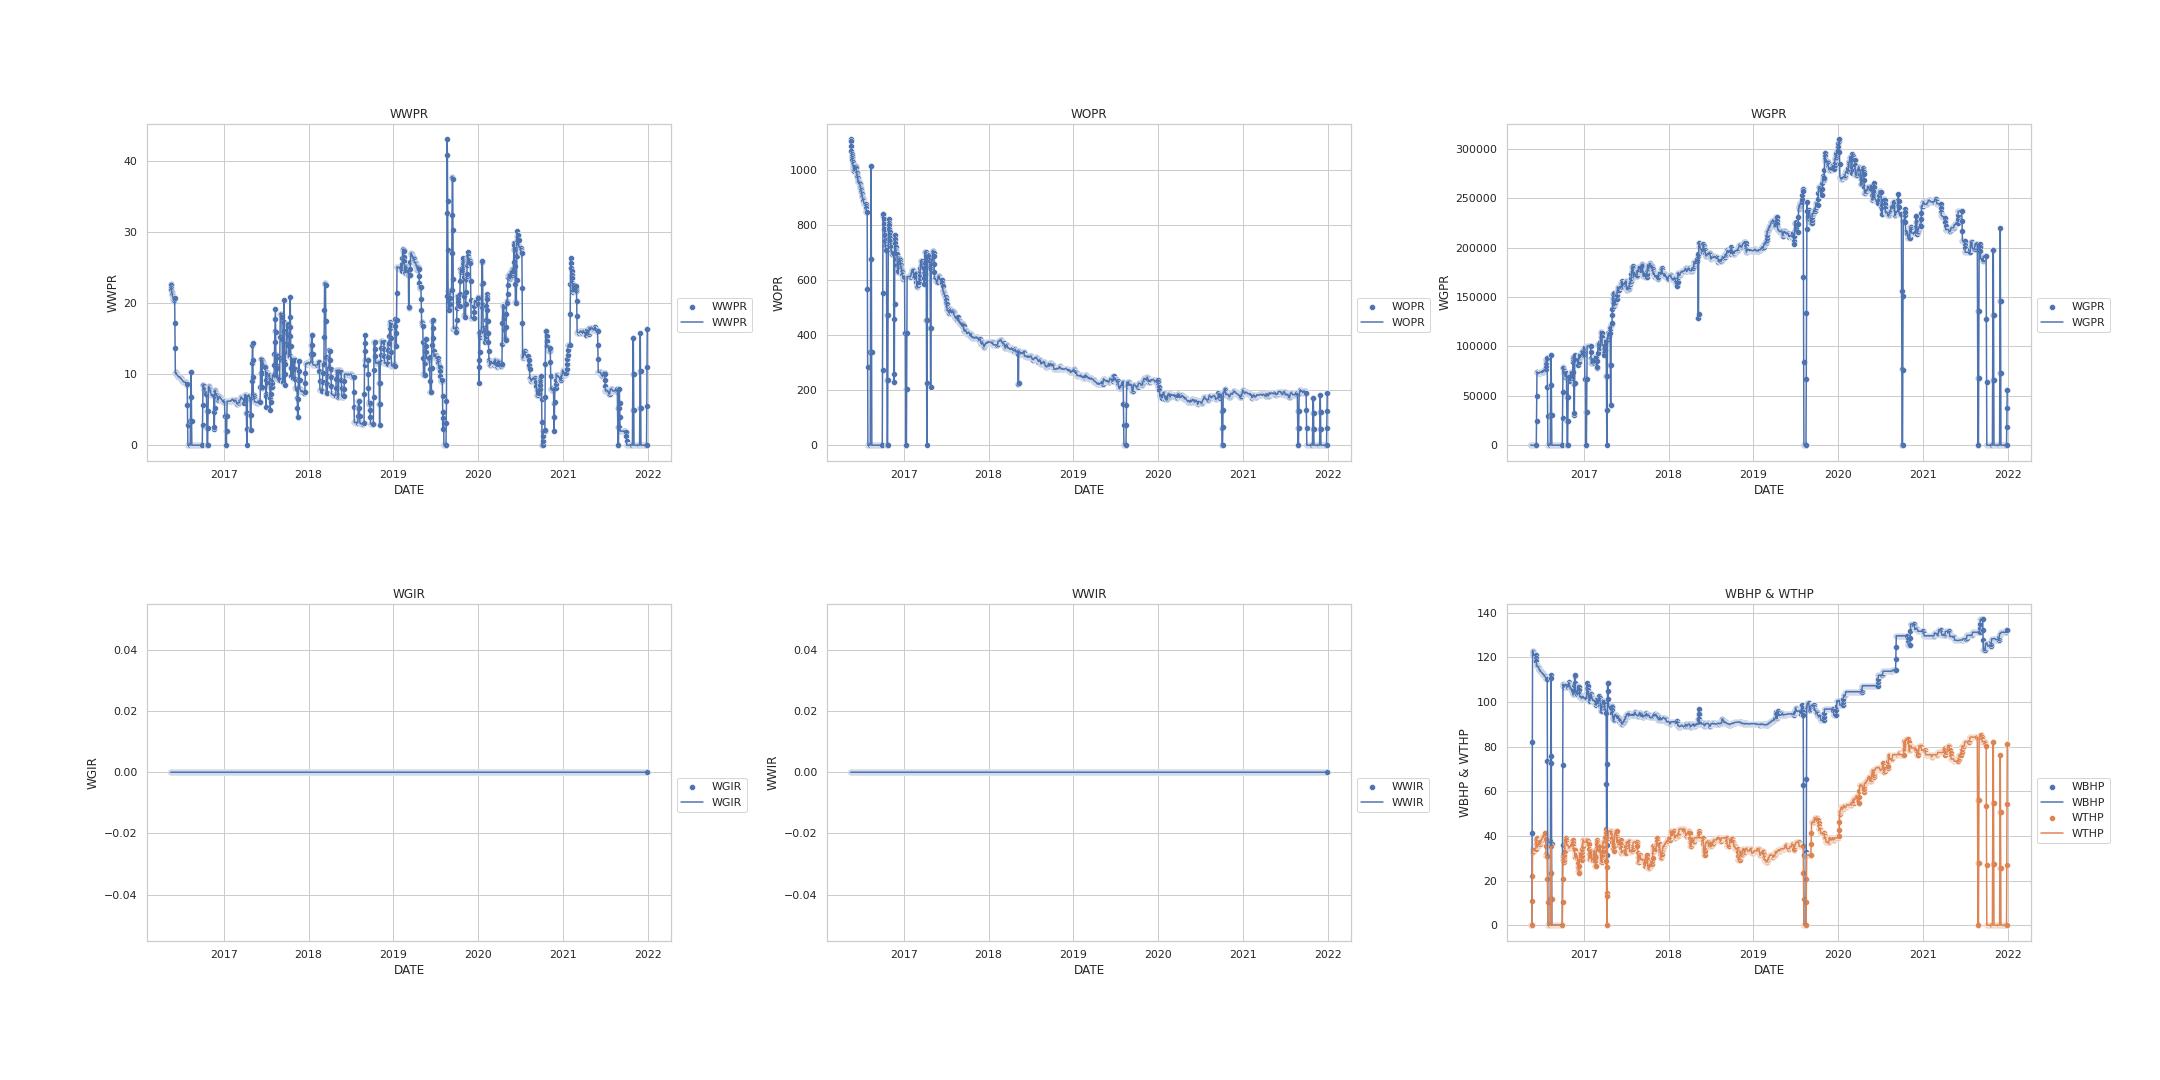 WWPR
WWPR
40
30
20
10
0
2017 2018 2019 2020 2021 2022
DATE
WWPR
WWPR
WOPR
WOPR
1000
800
600
400
200
0
2017 2018 2019 2020 2021 2022
DATE
WOPR
WOPR
WGPR
WGPR
300000
250000
200000
150000
100000
50000
0
2017 2018 2019 2020 2021 2022
DATE
WGPR
WGPR
WGIR
WGIR
0.04
0.02
0.00
−0.02
−0.04
2017 2018 2019 2020 2021 2022
DATE
WGIR
WGIR
WWIR
WWIR
0.04
0.02
0.00
−0.02
−0.04
2017 2018 2019 2020 2021 2022
DATE
WWIR
WWIR
WBHP & WTHP
WBHP & WTHP
140
120
100
80
60
40
20
0
2017 2018 2019 2020 2021 2022
DATE
WBHP
WBHP
WTHP
WTHP